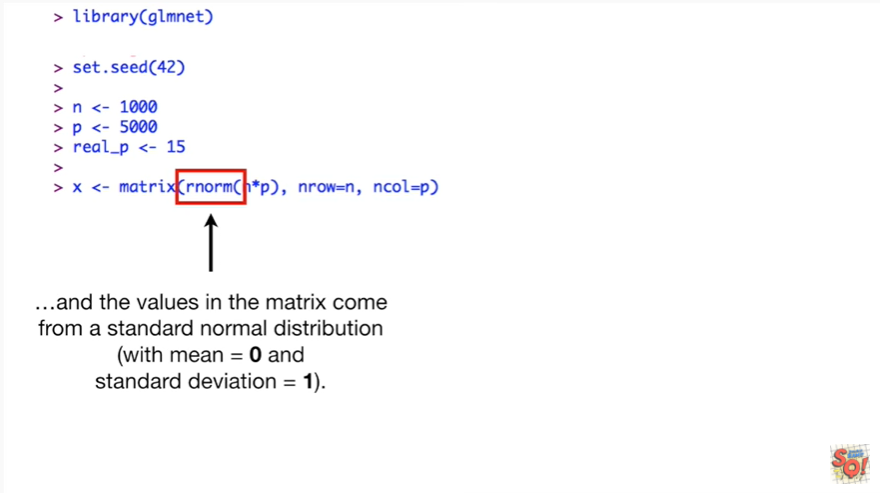 > library(glmnet)
> set.seed(42)
>
> n <- 1000
> p <- 5000
> real_p <- 15
>
> x <- matrix(rnorm(n*p), nrow=n, ncol=p)
…and the values in the matrix come
from a standard normal distribution
(with mean = 0 and
standard deviation = 1).
SQ!